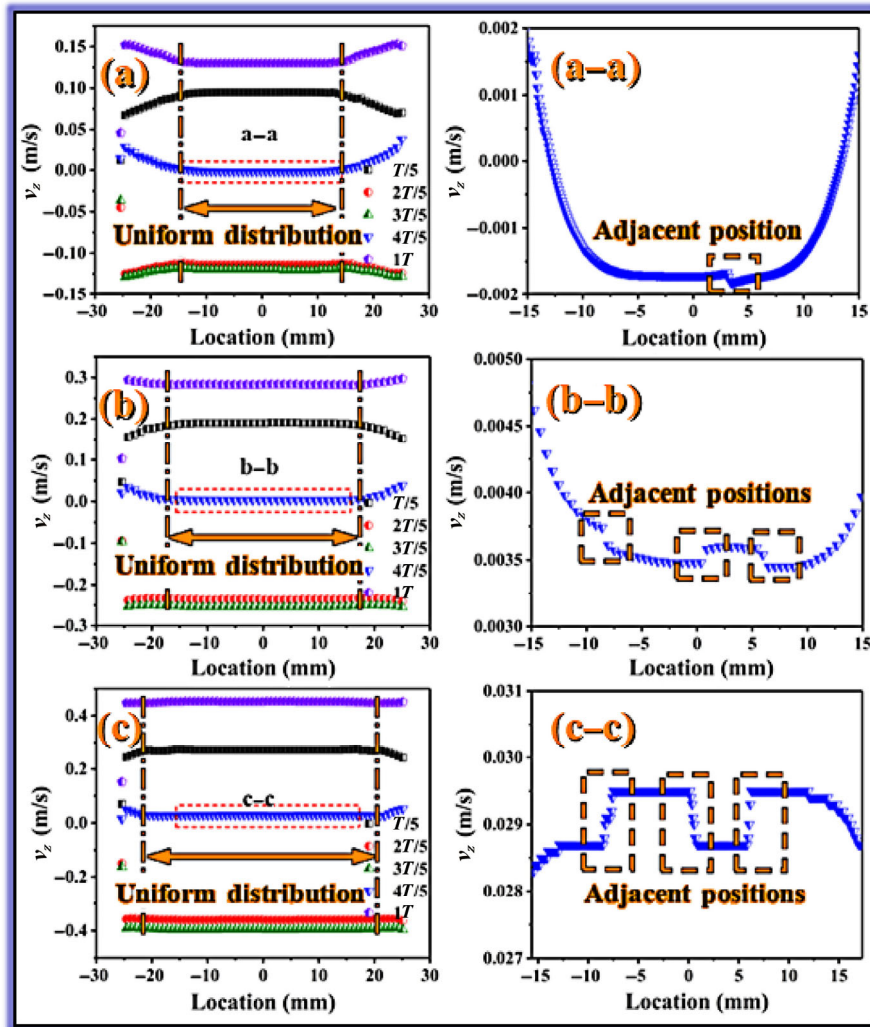 (a)
0.15
0.10
0.05
0.00
−0.05
−0.10
−0.15
v_z (m/s)
a–a
Uniform distribution
T/5
2T/5
3T/5
4T/5
1T
−30 −20 −10 0 10 20 30
Location (mm)
(a–a)
0.002
0.001
0.000
−0.001
−0.002
v_z (m/s)
Adjacent position
−15 −10 −5 0 5 10 15
Location (mm)
(b)
0.3
0.2
0.1
0.0
−0.1
−0.2
−0.3
v_z (m/s)
b–b
Uniform distribution
T/5
2T/5
3T/5
4T/5
1T
−30 −20 −10 0 10 20 30
Location (mm)
(b–b)
0.0050
0.0045
0.0040
0.0035
0.0030
v_z (m/s)
Adjacent positions
−15 −10 −5 0 5 10 15
Location (mm)
(c)
0.4
0.2
0.0
−0.2
−0.4
v_z (m/s)
c–c
Uniform distribution
T/5
2T/5
3T/5
4T/5
1T
−30 −20 −10 0 10 20 30
Location (mm)
(c–c)
0.031
0.030
0.029
0.028
0.027
v_z (m/s)
Adjacent positions
−15 −10 −5 0 5 10 15
Location (mm)